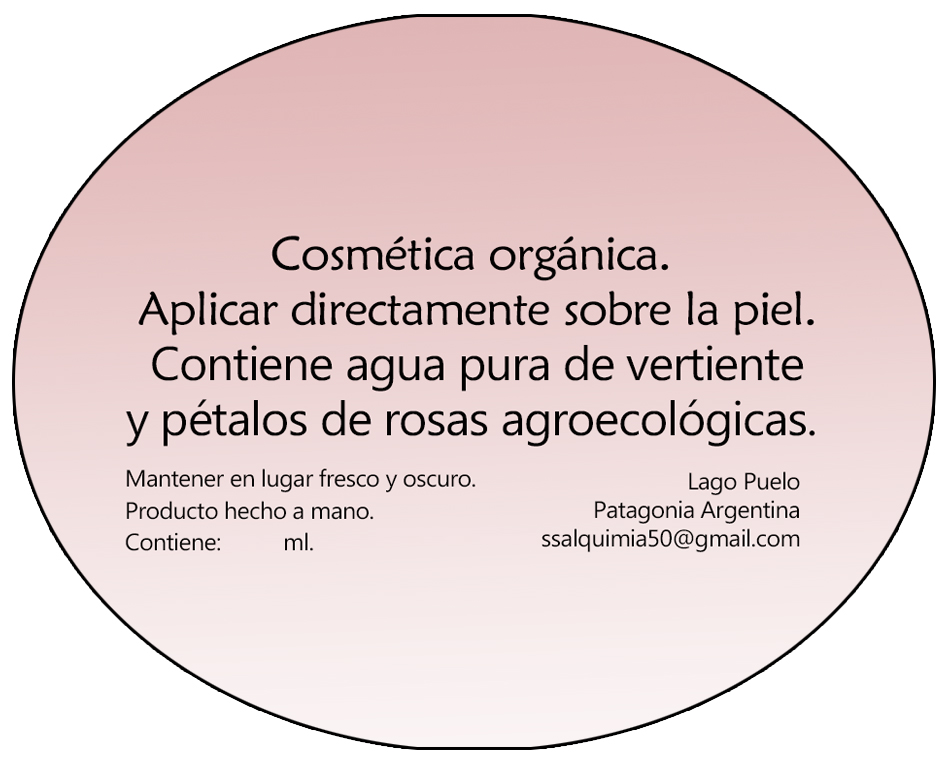 Cosmética orgánica.
Aplicar directamente sobre la piel.
Contiene agua pura de vertiente
y pétalos de rosas agroecológicas.
Mantener en lugar fresco y oscuro.
Producto hecho a mano.
Contiene: ml.
Lago Puelo
Patagonia Argentina
ssalquimia50@gmail.com